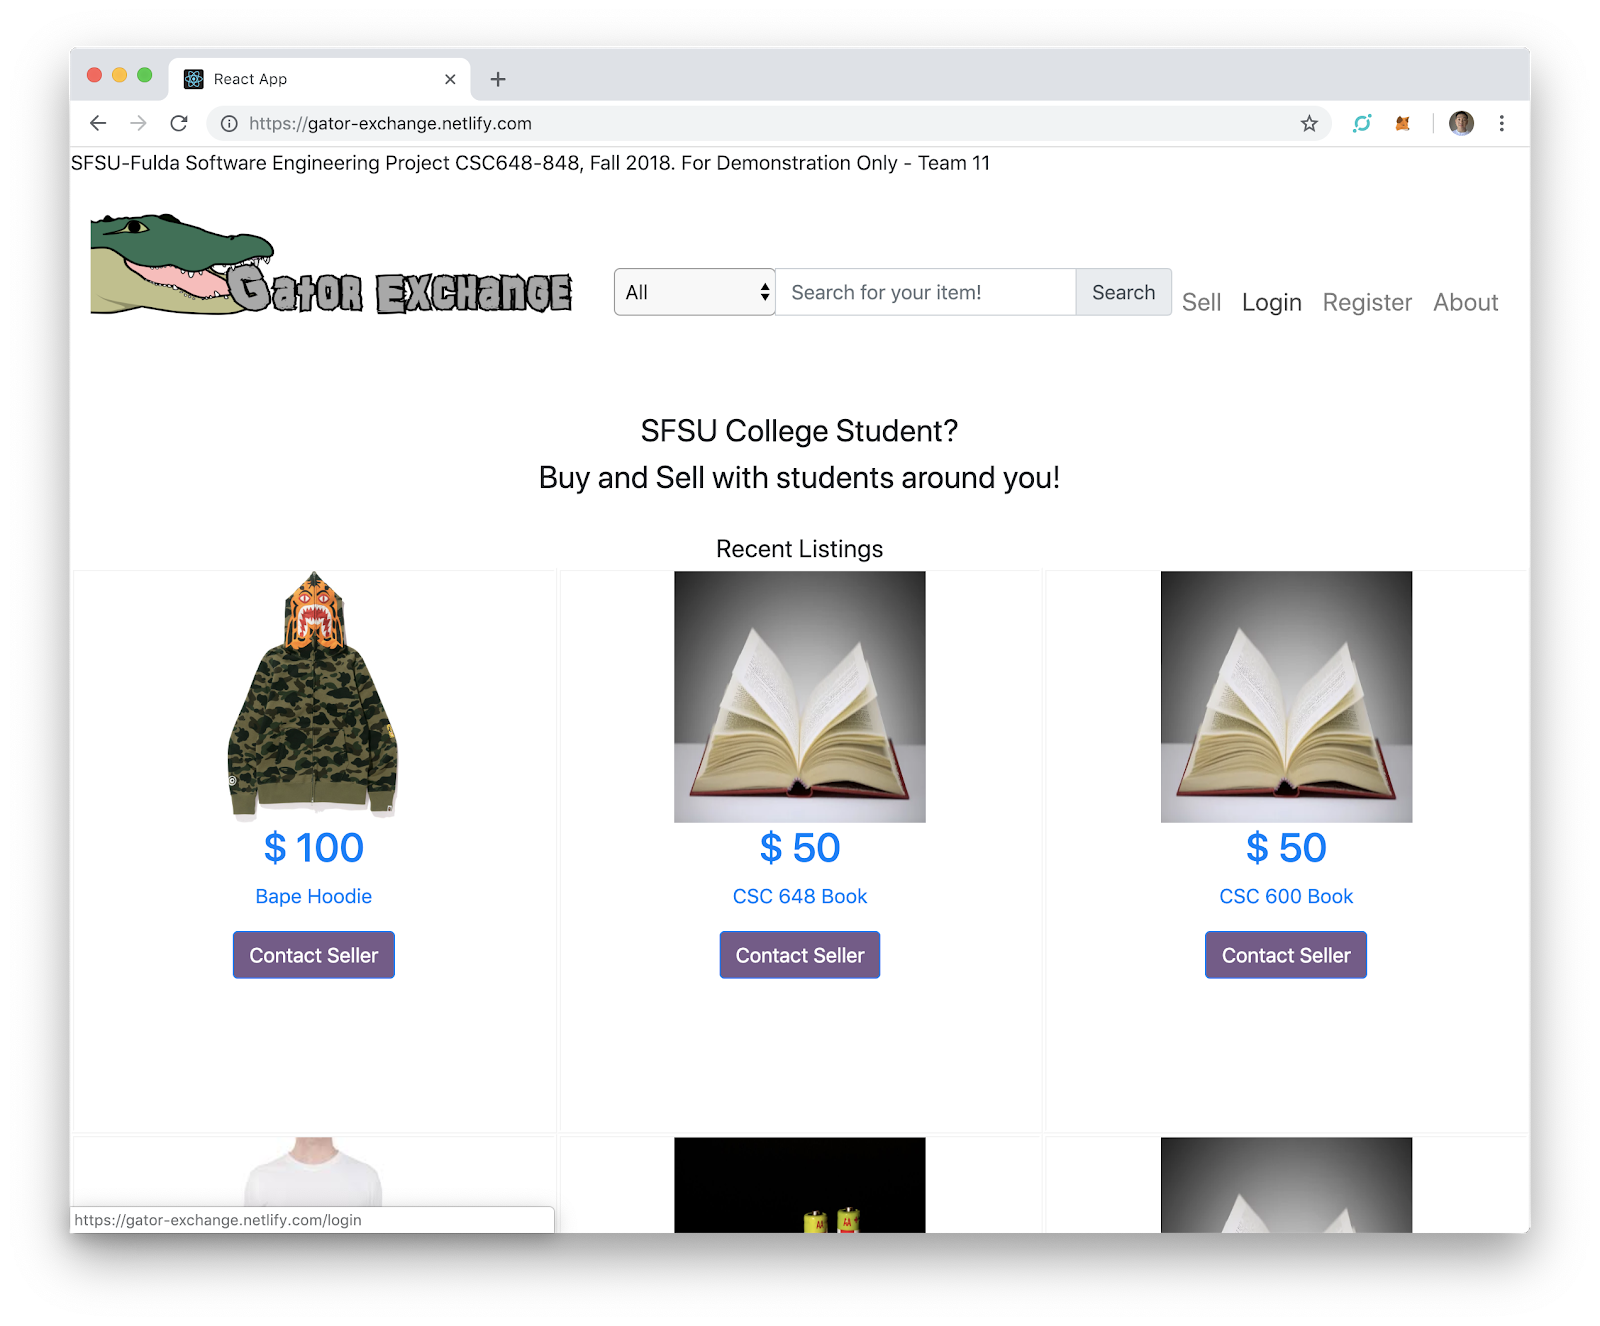 React App
https://gator-exchange.netlify.com
SFSU-Fulda Software Engineering Project CSC648-848, Fall 2018. For Demonstration Only - Team 11
Gator Exchange
All
Search for your item!
Search
Sell
Login
Register
About
SFSU College Student?
Buy and Sell with students around you!
Recent Listings
$ 100
$ 50
$ 50
Bape Hoodie
CSC 648 Book
CSC 600 Book
Contact Seller
Contact Seller
Contact Seller
AA
AA
https://gator-exchange.netlify.com/login